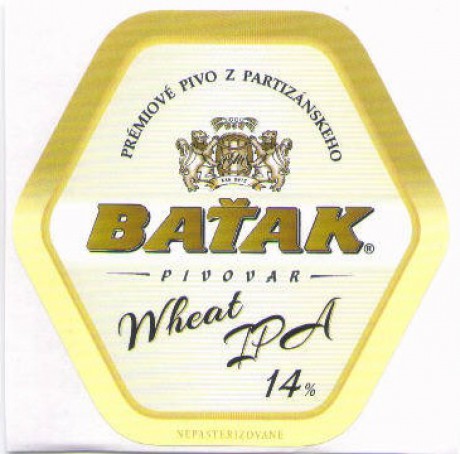 PRÉMIOVÉ PIVO Z PARTIZÁNSKEHO
BAŤAK®
PIVOVAR
Wheat
IPA
14%
NEPASTERIZOVANÉ